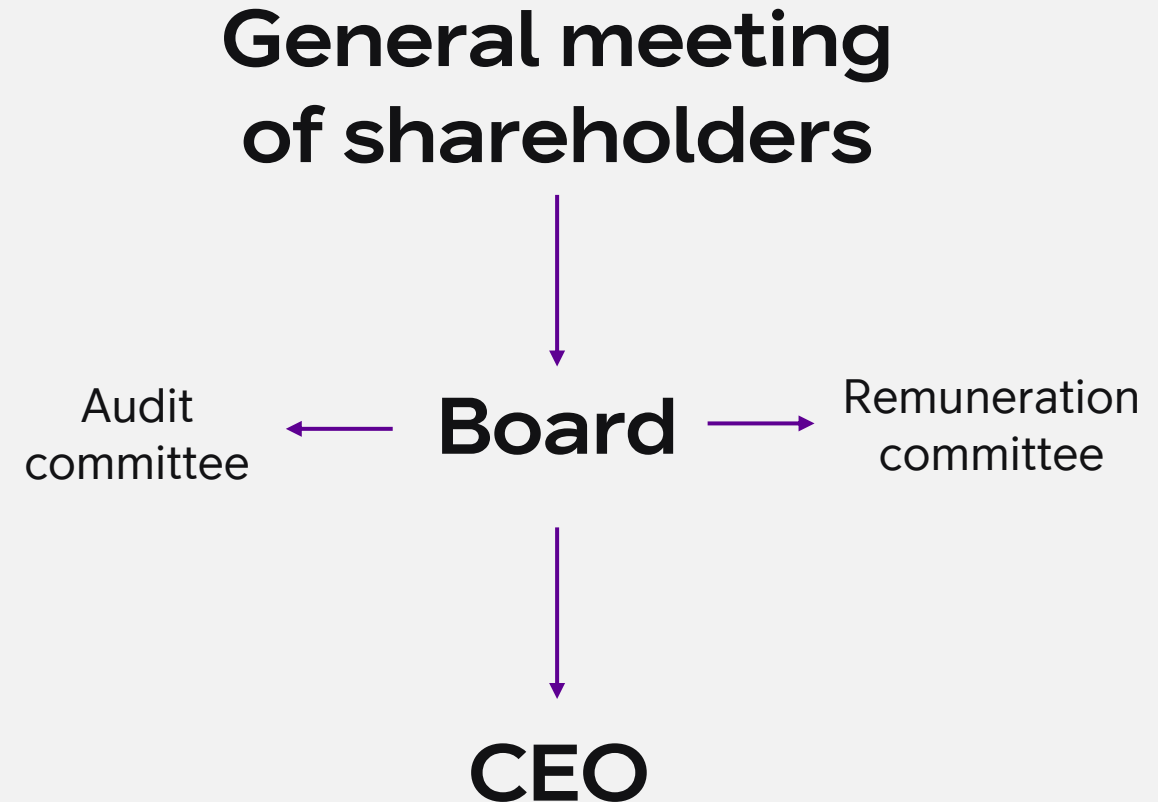 General meeting
of shareholders
Audit
committee
Board
Remuneration
committee
CEO